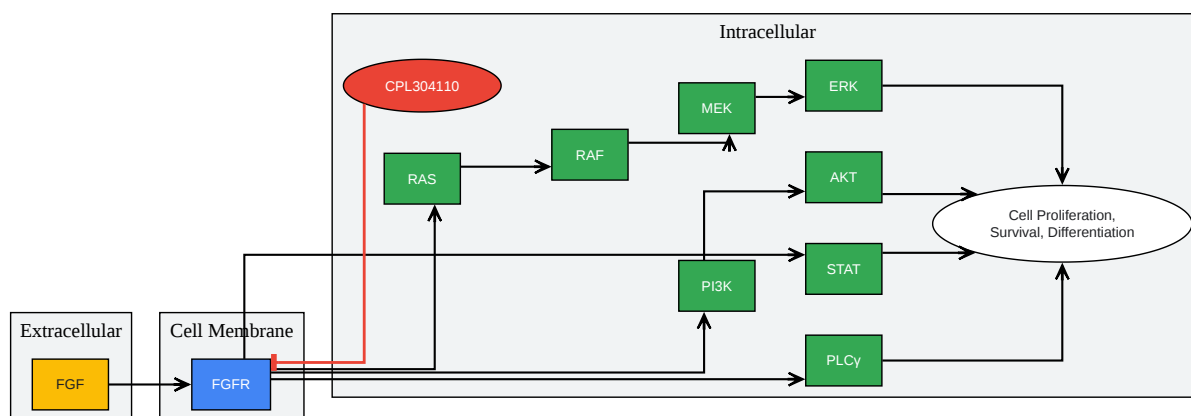 Intracellular
CPL304110
ERK
MEK
RAF
RAS
AKT
Cell Proliferation,
Survival, Differentiation
STAT
PI3K
Extracellular
Cell Membrane
FGF
FGFR
PLCγ